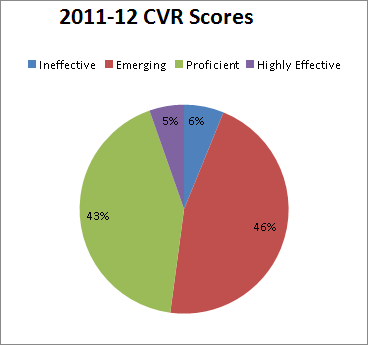 2011-12 CVR Scores
Ineffective Emerging Proficient Highly Effective
5% 6%
43%
46%